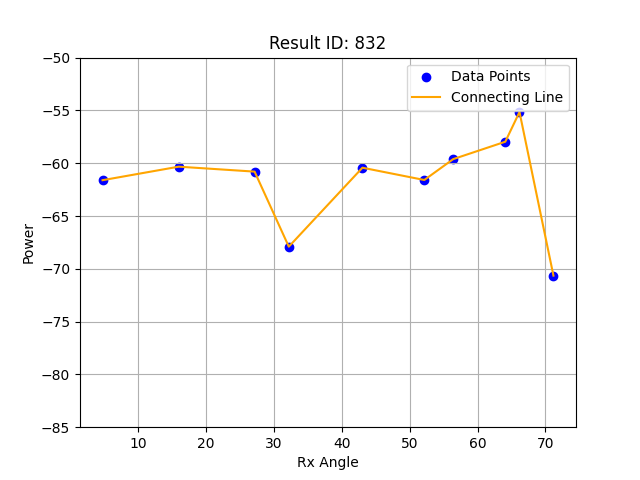 Result ID: 832
Data Points
Connecting Line
Power
−50
−55
−60
−65
−70
−75
−80
−85
10 20 30 40 50 60 70
Rx Angle